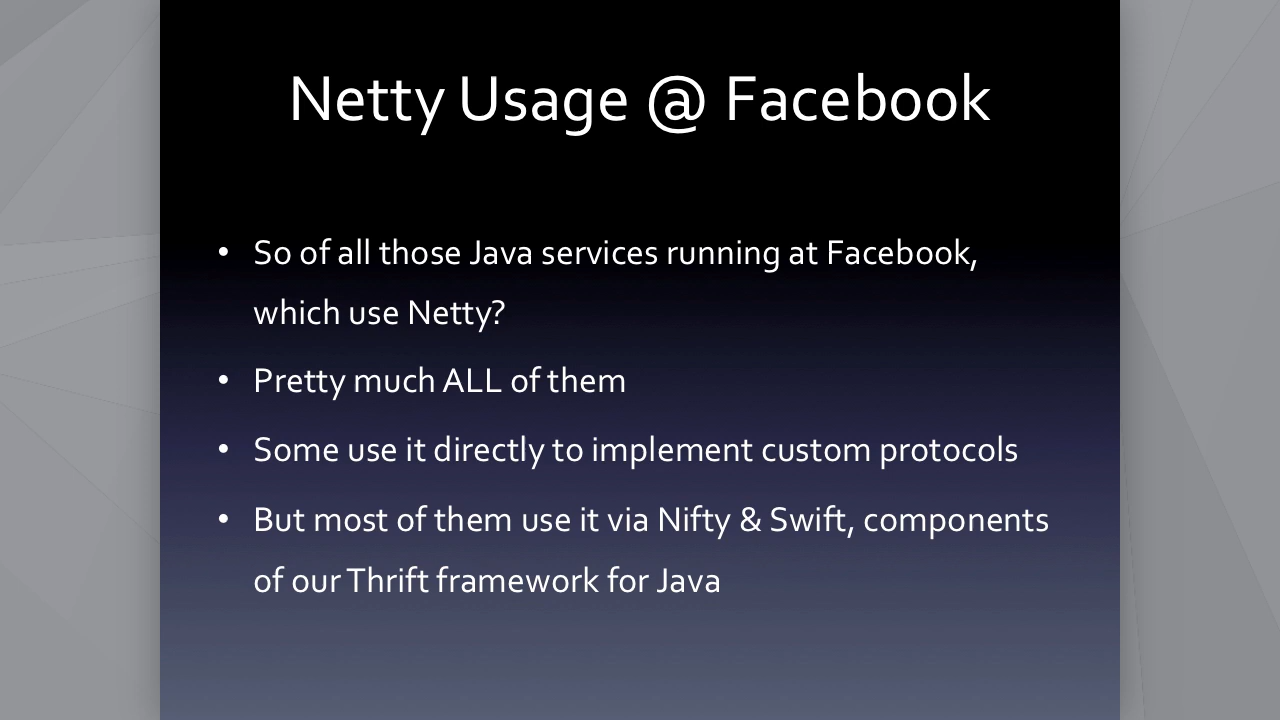 Netty Usage @ Facebook
• So of all those Java services running at Facebook,
which use Netty?
• Pretty much ALL of them
• Some use it directly to implement custom protocols
• But most of them use it via Nifty & Swift, components
of our Thrift framework for Java